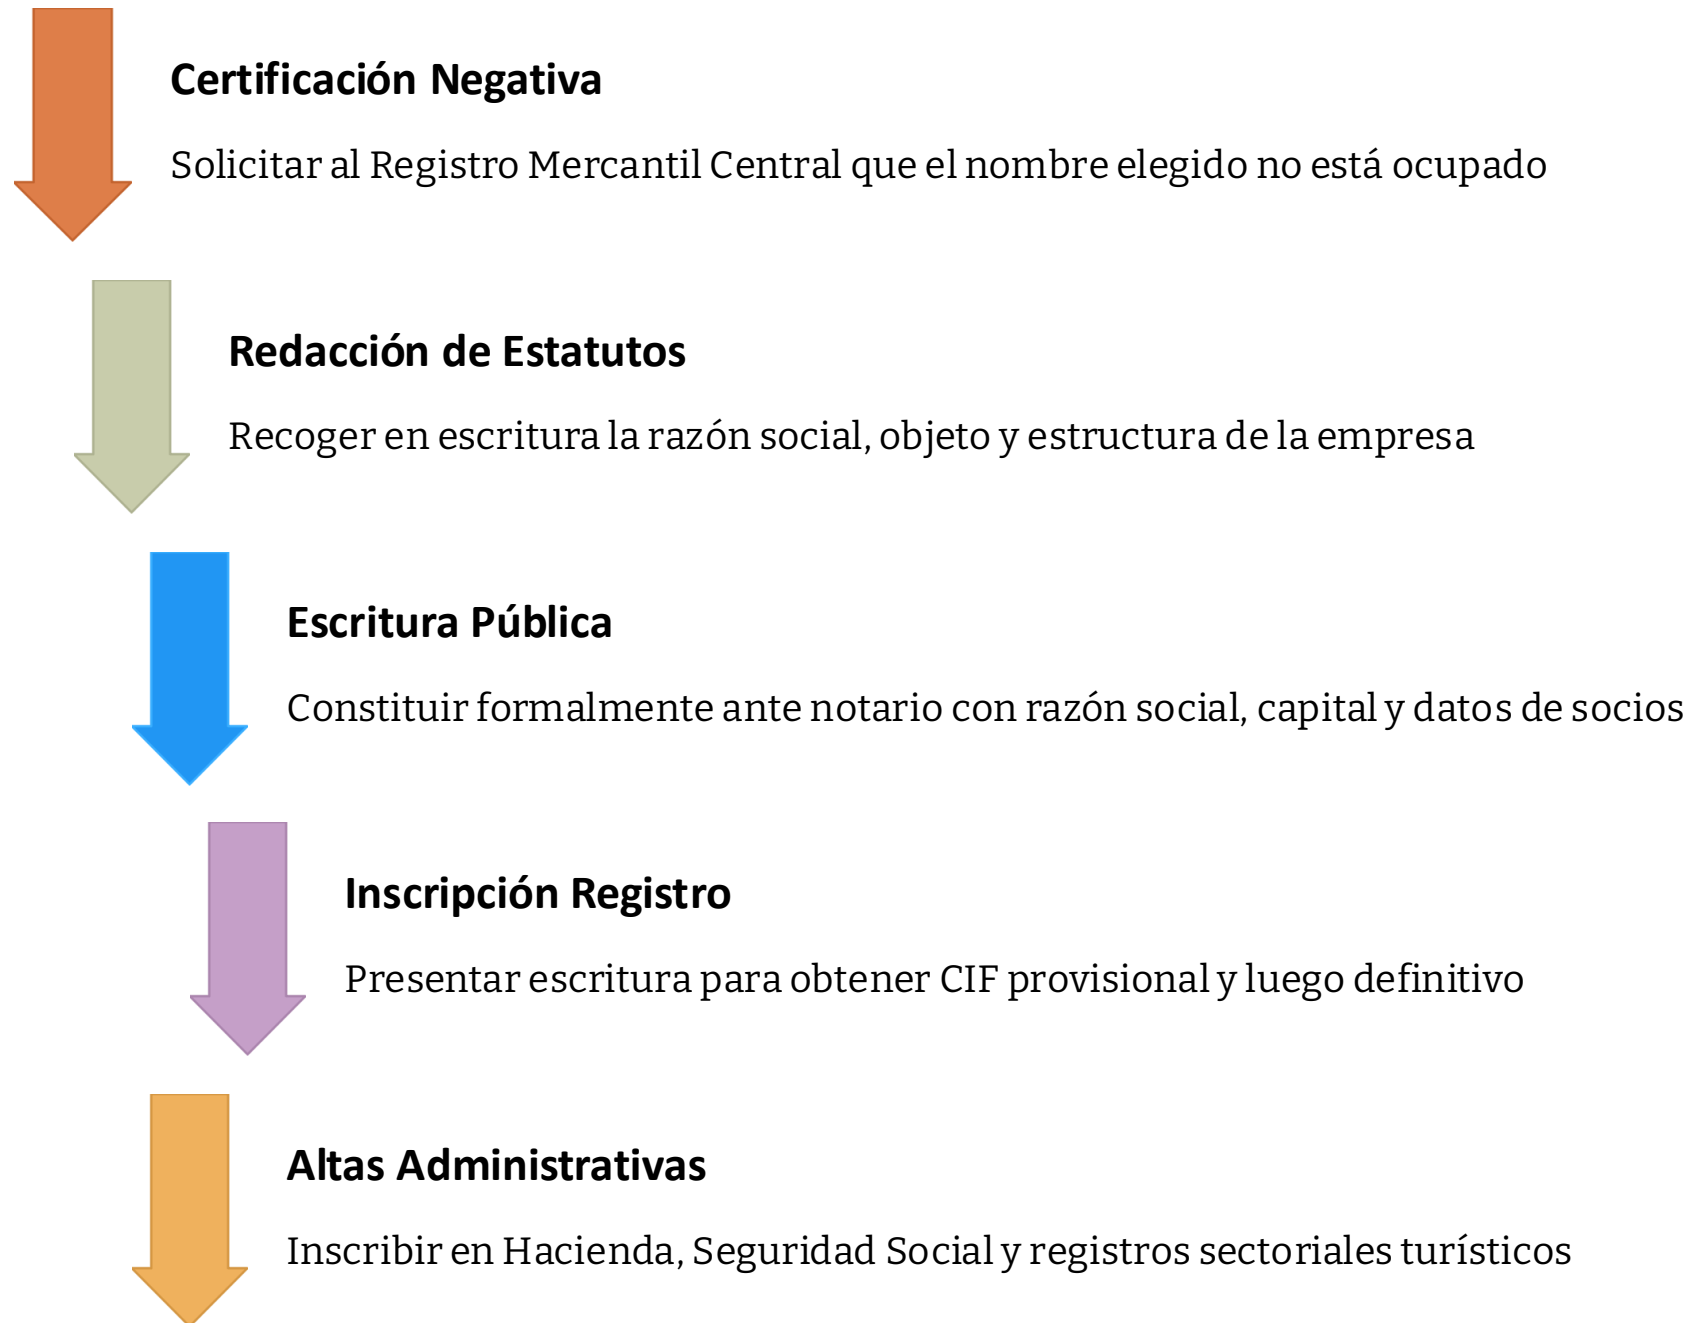 Certificación Negativa
Solicitar al Registro Mercantil Central que el nombre elegido no está ocupado
Redacción de Estatutos
Recoger en escritura la razón social, objeto y estructura de la empresa
Escritura Pública
Constituir formalmente ante notario con razón social, capital y datos de socios
Inscripción Registro
Presentar escritura para obtener CIF provisional y luego definitivo
Altas Administrativas
Inscribir en Hacienda, Seguridad Social y registros sectoriales turísticos